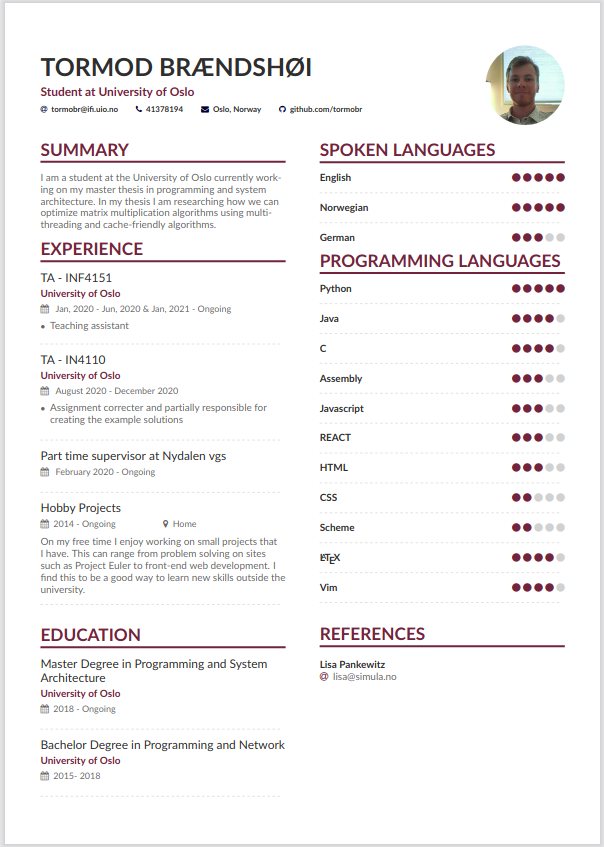 TORMOD BRÆNDSHØI
Student at University of Oslo
tormobr@ifi.uio.no 41378194 Oslo, Norway github.com/tormobr
SUMMARY
I am a student at the University of Oslo currently work-
ing on my master thesis in programming and system
architecture. In my thesis I am researching how we can
optimize matrix multiplication algorithms using multi-
threading and cache-friendly algorithms.
EXPERIENCE
TA - INF4151
University of Oslo
Jan, 2020 - Jun, 2020 & Jan, 2021 - Ongoing
• Teaching assistant
TA - IN4110
University of Oslo
August 2020 - December 2020
• Assignment correcter and partially responsible for
creating the example solutions
Part time supervisor at Nydalen vgs
February 2020 - Ongoing
Hobby Projects
2014 - Ongoing Home
On my free time I enjoy working on small projects that
I have. This can range from problem solving on sites
such as Project Euler to front-end web development. I
find this to be a good way to learn new skills outside the
university.
EDUCATION
Master Degree in Programming and System
Architecture
University of Oslo
2018 - Ongoing
Bachelor Degree in Programming and Network
University of Oslo
2015- 2018
SPOKEN LANGUAGES
English
Norwegian
German
PROGRAMMING LANGUAGES
Python
Java
C
Assembly
Javascript
REACT
HTML
CSS
Scheme
LATEX
Vim
REFERENCES
Lisa Pankewitz
@ lisa@simula.no